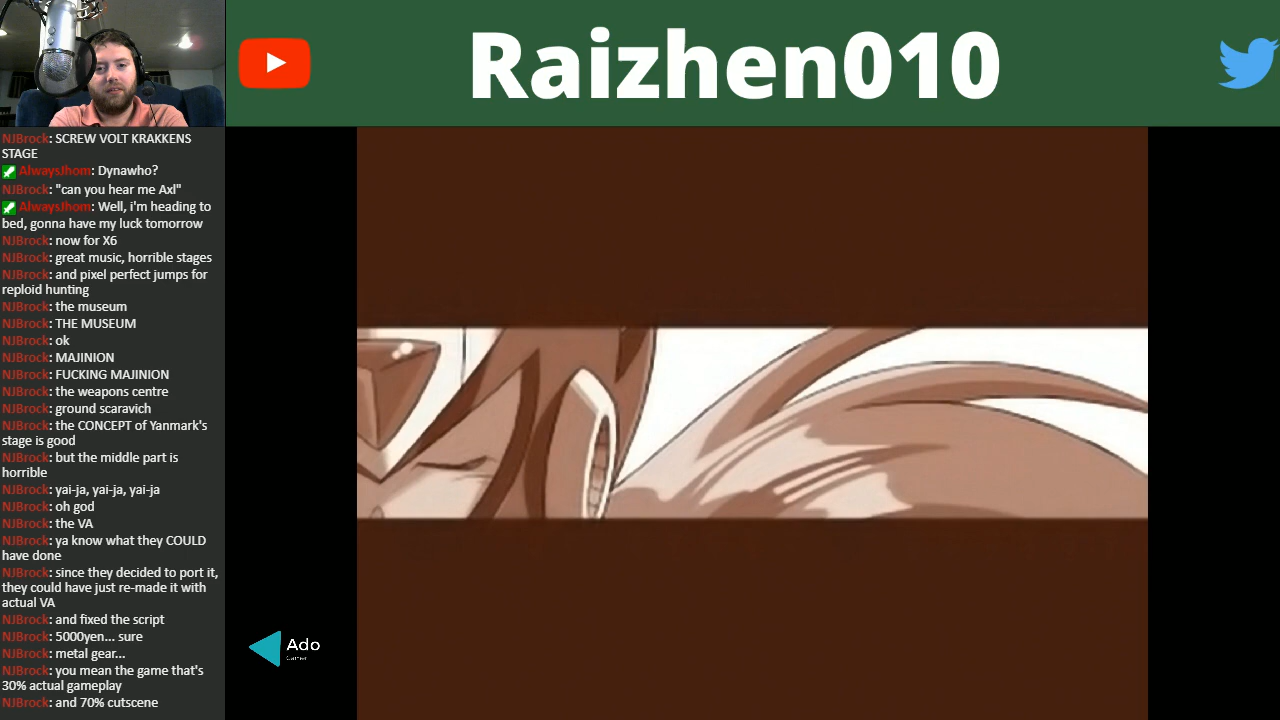 Raizhen010
NJBrock: SCREW VOLT KRAKKENS
STAGE
AlwaysJhom: Dynawho?
NJBrock: "can you hear me Axl"
AlwaysJhom: Well, i'm heading to
bed, gonna have my luck tomorrow
NJBrock: now for X6
NJBrock: great music, horrible stages
NJBrock: and pixel perfect jumps for
reploid hunting
NJBrock: the museum
NJBrock: THE MUSEUM
NJBrock: ok
NJBrock: MAJINION
NJBrock: FUCKING MAJINION
NJBrock: the weapons centre
NJBrock: ground scaravich
NJBrock: the CONCEPT of Yanmark's
stage is good
NJBrock: but the middle part is
horrible
NJBrock: yai-ja, yai-ja, yai-ja
NJBrock: oh god
NJBrock: the VA
NJBrock: ya know what they COULD
have done
NJBrock: since they decided to port it,
they could have just re-made it with
actual VA
NJBrock: and fixed the script
NJBrock: 5000yen... sure
NJBrock: metal gear...
NJBrock: you mean the game that's
30% actual gameplay
NJBrock: and 70% cutscene
Ado